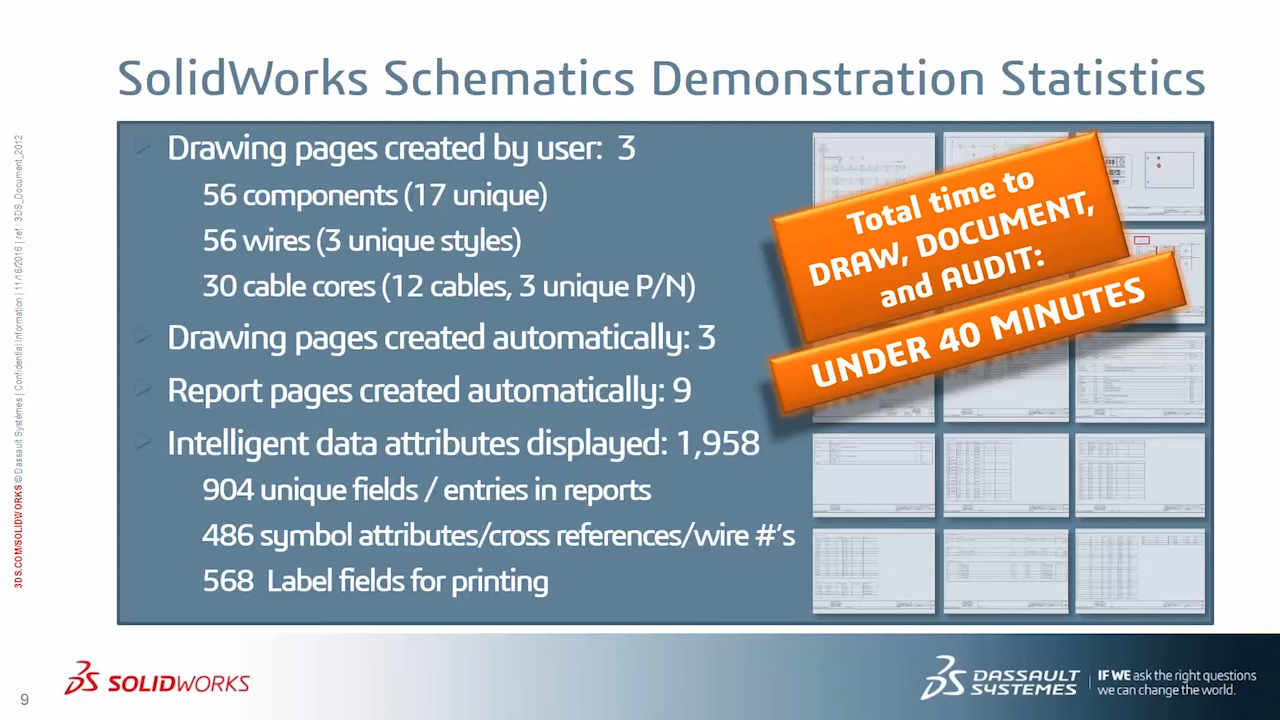 SolidWorks Schematics Demonstration Statistics
Drawing pages created by user: 3
56 components (17 unique)
56 wires (3 unique styles)
30 cable cores (12 cables, 3 unique P/N)
Drawing pages created automatically: 3
Report pages created automatically: 9
Intelligent data attributes displayed: 1,958
904 unique fields / entries in reports
486 symbol attributes/cross references/wire #'s
568 Label fields for printing
Total time to
DRAW, DOCUMENT,
and AUDIT:
UNDER 40 MINUTES
3DS.COM/SOLIDWORKS © Dassault Systèmes | Confidential Information | 11/16/2016 | ref.: 3DS_Document_2012
9
SOLIDWORKS
DASSAULT
SYSTEMES
IF WE ask the right questions
we can change the world.